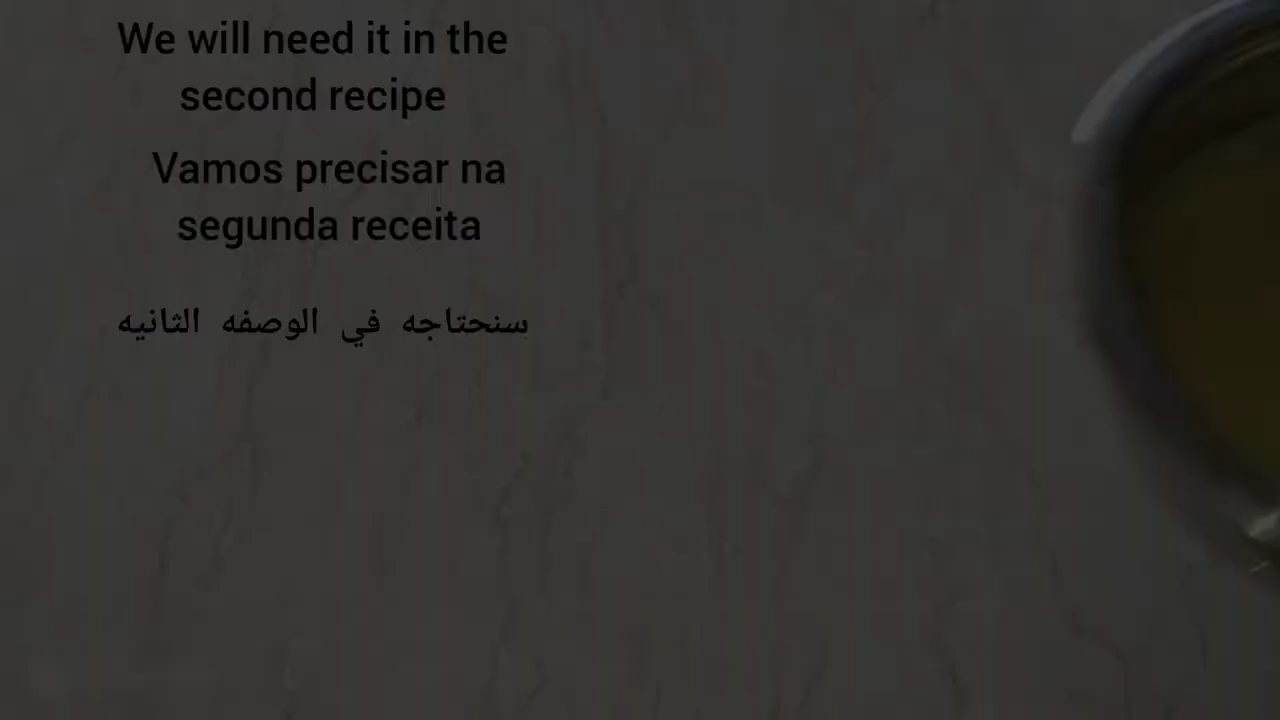 We will need it in the
second recipe
Vamos precisar na
segunda receita
سنحتاجه في الوصفه الثانيه